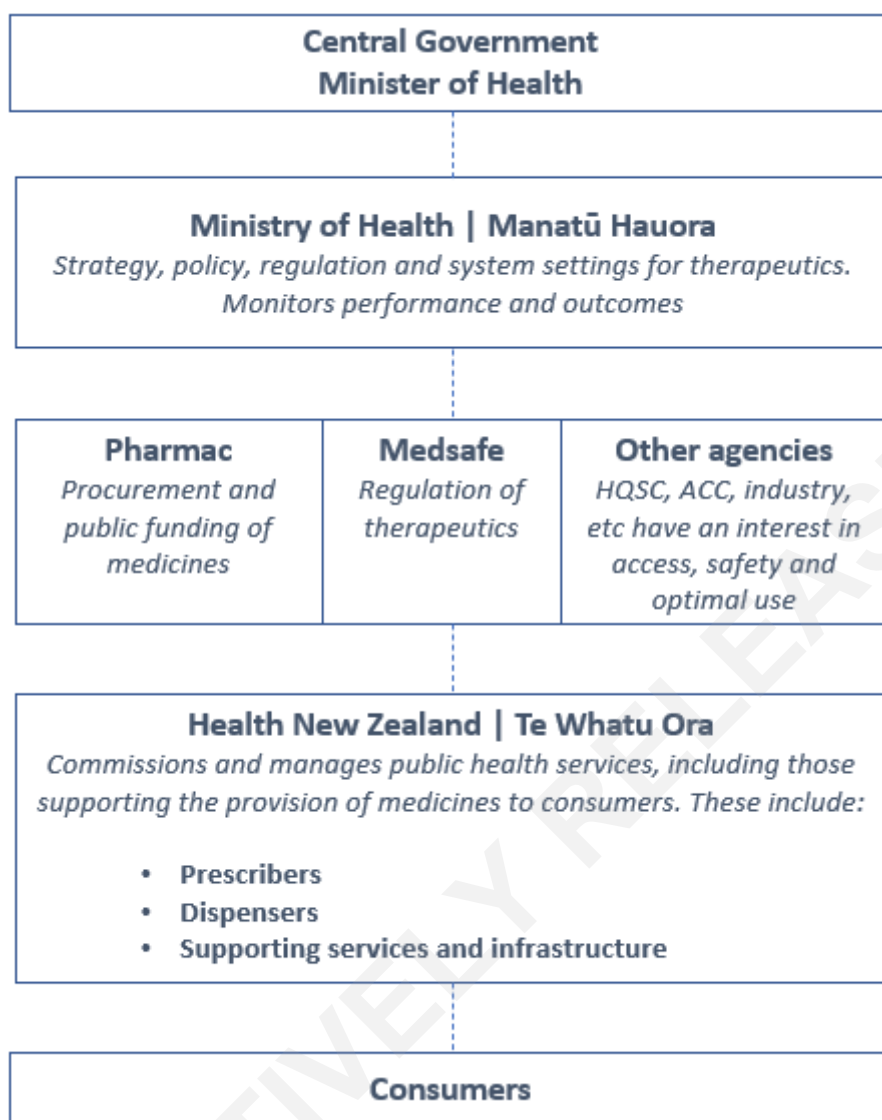 Central Government
Minister of Health
Ministry of Health | Manatū Hauora
Strategy, policy, regulation and system settings for therapeutics.
Monitors performance and outcomes
Pharmac
Procurement and
public funding of
medicines
Medsafe
Regulation of
therapeutics
Other agencies
HQSC, ACC, industry,
etc have an interest in
access, safety and
optimal use
Health New Zealand | Te Whatu Ora
Commissions and manages public health services, including those
supporting the provision of medicines to consumers. These include:
• Prescribers
• Dispensers
• Supporting services and infrastructure
Consumers